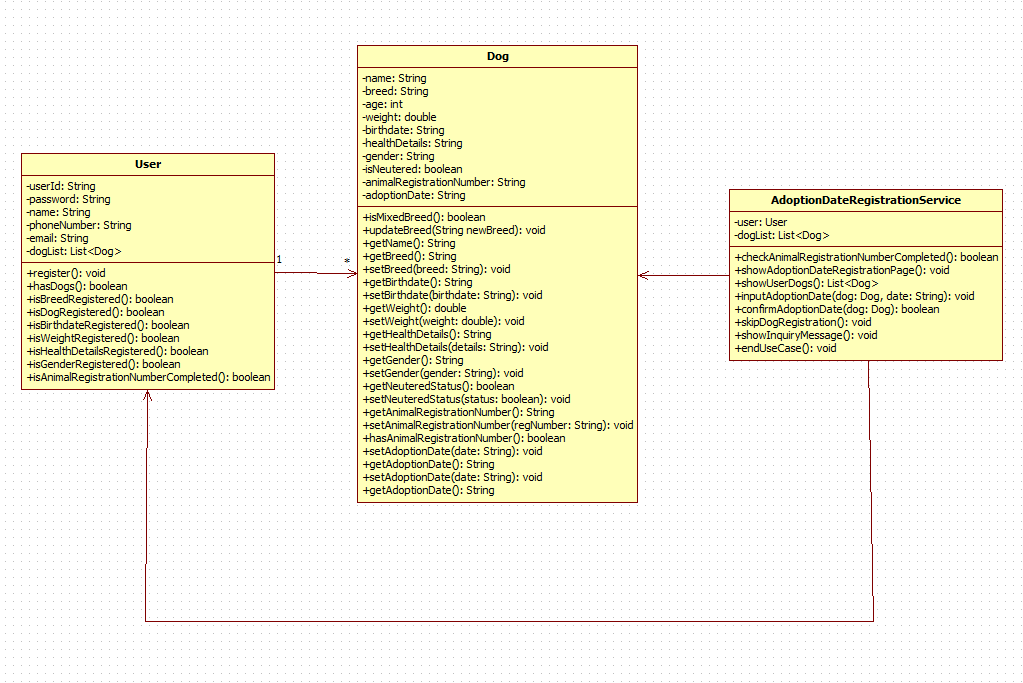 User
-userId: String
-password: String
-name: String
-phoneNumber: String
-email: String
-dogList: List<Dog>
+register(): void
+hasDogs(): boolean
+isBreedRegistered(): boolean
+isDogRegistered(): boolean
+isBirthdateRegistered(): boolean
+isWeightRegistered(): boolean
+isHealthDetailsRegistered(): boolean
+isGenderRegistered(): boolean
+isAnimalRegistrationNumberCompleted(): boolean
1
*
Dog
-name: String
-breed: String
-age: int
-weight: double
-birthdate: String
-healthDetails: String
-gender: String
-isNeutered: boolean
-animalRegistrationNumber: String
-adoptionDate: String
+isMixedBreed(): boolean
+updateBreed(String newBreed): void
+getName(): String
+getBreed(): String
+setBreed(breed: String): void
+getBirthdate(): String
+setBirthdate(birthdate: String): void
+getWeight(): double
+setWeight(weight: double): void
+getHealthDetails(): String
+setHealthDetails(details: String): void
+getGender(): String
+setGender(gender: String): void
+getNeuteredStatus(): boolean
+setNeuteredStatus(status: boolean): void
+getAnimalRegistrationNumber(): String
+setAnimalRegistrationNumber(regNumber: String): void
+hasAnimalRegistrationNumber(): boolean
+setAdoptionDate(date: String): void
+getAdoptionDate(): String
+setAdoptionDate(date: String): void
+getAdoptionDate(): String
AdoptionDateRegistrationService
-user: User
-dogList: List<Dog>
+checkAnimalRegistrationNumberCompleted(): boolean
+showAdoptionDateRegistrationPage(): void
+showUserDogs(): List<Dog>
+inputAdoptionDate(dog: Dog, date: String): void
+confirmAdoptionDate(dog: Dog): boolean
+skipDogRegistration(): void
+showInquiryMessage(): void
+endUseCase(): void